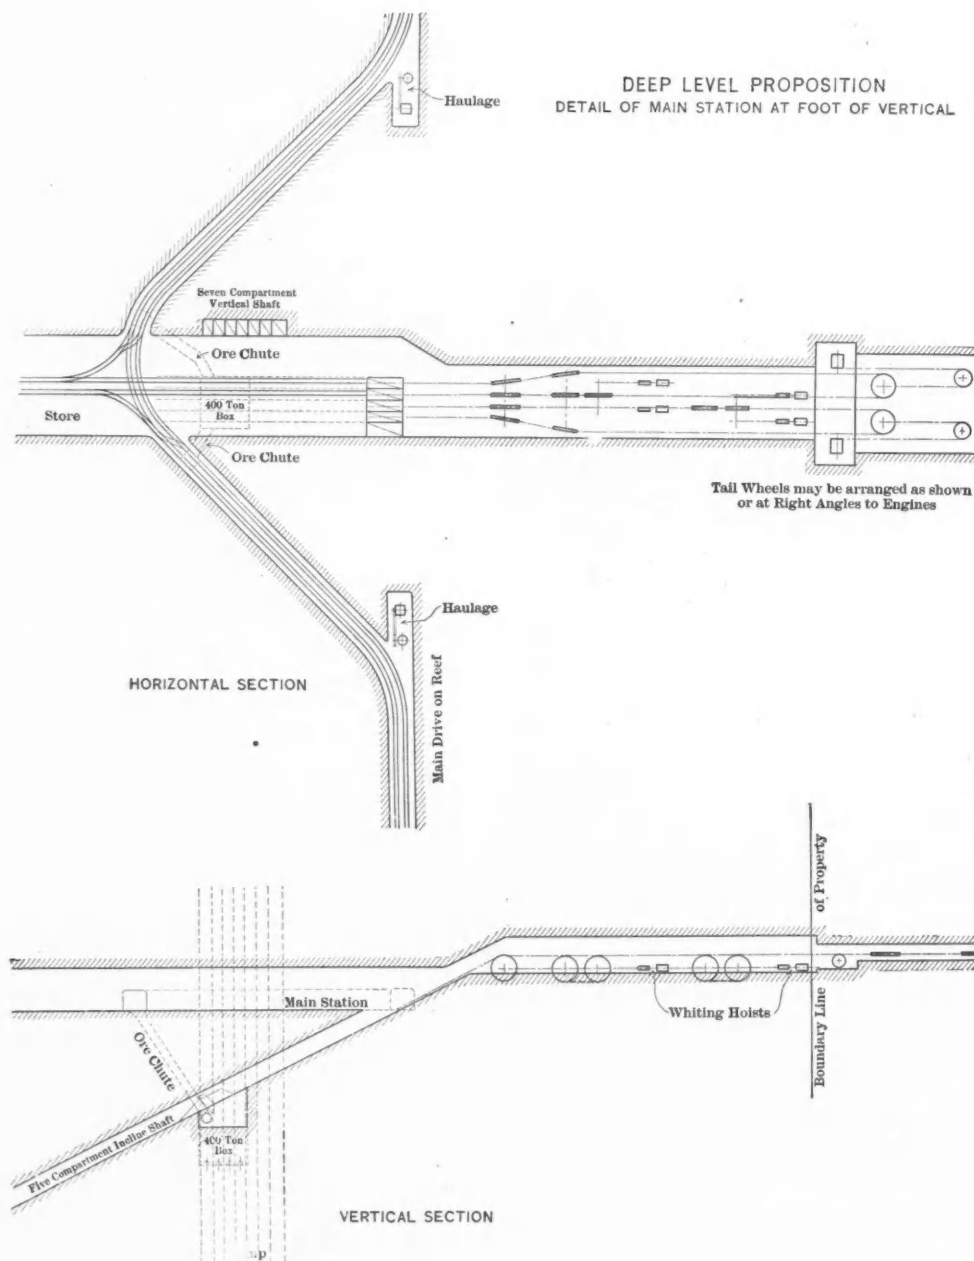 DEEP LEVEL PROPOSITION
DETAIL OF MAIN STATION AT FOOT OF VERTICAL
Haulage
Seven Compartment
Vertical Shaft
Ore Chute
Store
400 Ton
Box
Ore Chute
Tail Wheels may be arranged as shown
or at Right Angles to Engines
Haulage
HORIZONTAL SECTION
Main Drive on Reef
of Property
Boundary Line
Main Station
Whiting Hoists
Ore Chute
Five Compartment Incline Shaft
400 Ton
Box
VERTICAL SECTION